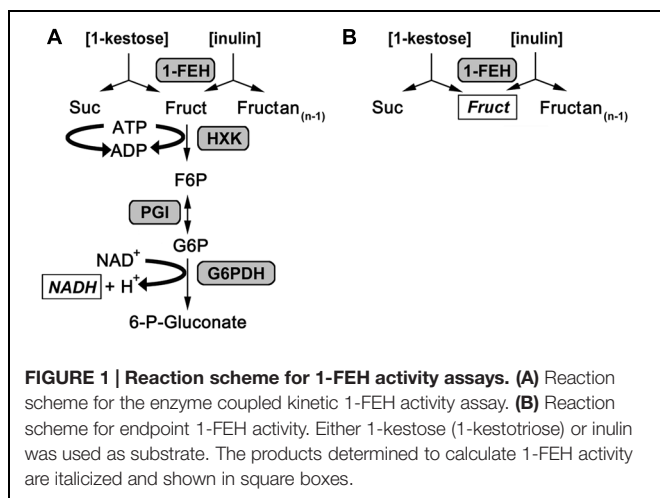 A
[1-kestose] [inulin]
1-FEH
Suc Fruct Fructan(n-1)
ATP
ADP
HXK
F6P
PGI
G6P
NAD+
G6PDH
NADH + H+
6-P-Gluconate
B
[1-kestose] [inulin]
1-FEH
Suc Fruct Fructan(n-1)
FIGURE 1 | Reaction scheme for 1-FEH activity assays. (A) Reaction
scheme for the enzyme coupled kinetic 1-FEH activity assay. (B) Reaction
scheme for endpoint 1-FEH activity. Either 1-kestose (1-kestotriose) or inulin
was used as substrate. The products determined to calculate 1-FEH activity
are italicized and shown in square boxes.